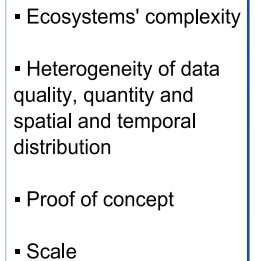 ▪ Ecosystems' complexity
▪ Heterogeneity of data
quality, quantity and
spatial and temporal
distribution
▪ Proof of concept
▪ Scale